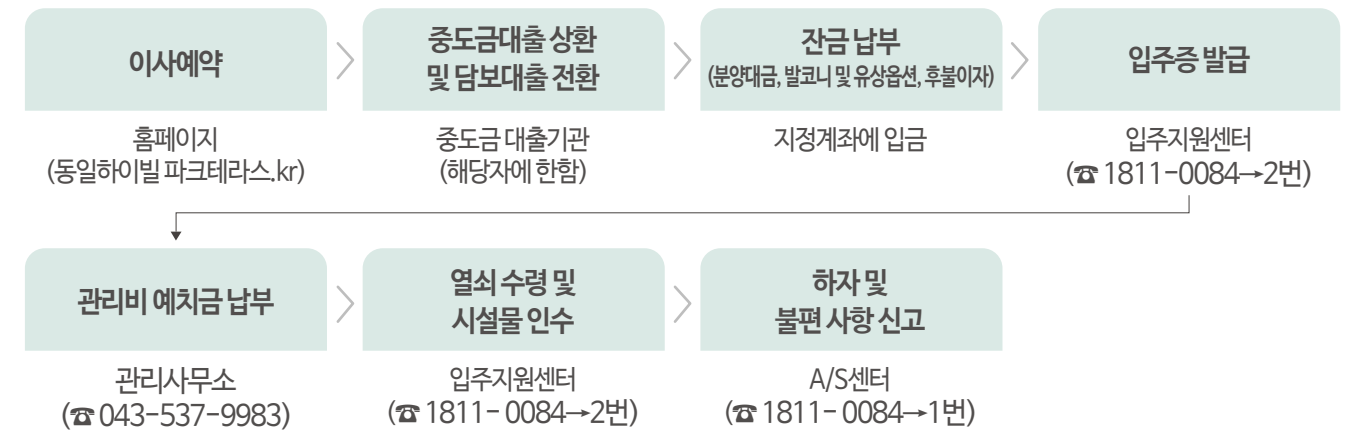 이사예약
홈페이지
(동일하이빌 파크테라스.kr)
중도금대출 상환
및 담보대출 전환
중도금 대출기관
(해당자에 한함)
잔금 납부
(분양대금, 발코니 및 유상옵션, 후불이자)
지정계좌에 입금
입주증 발급
입주지원센터
(☎ 1811-0084→2번)
관리비 예치금 납부
관리사무소
(☎ 043-537-9983)
열쇠 수령 및
시설물 인수
입주지원센터
(☎ 1811- 0084→2번)
하자 및
불편 사항 신고
A/S센터
(☎ 1811- 0084→1번)